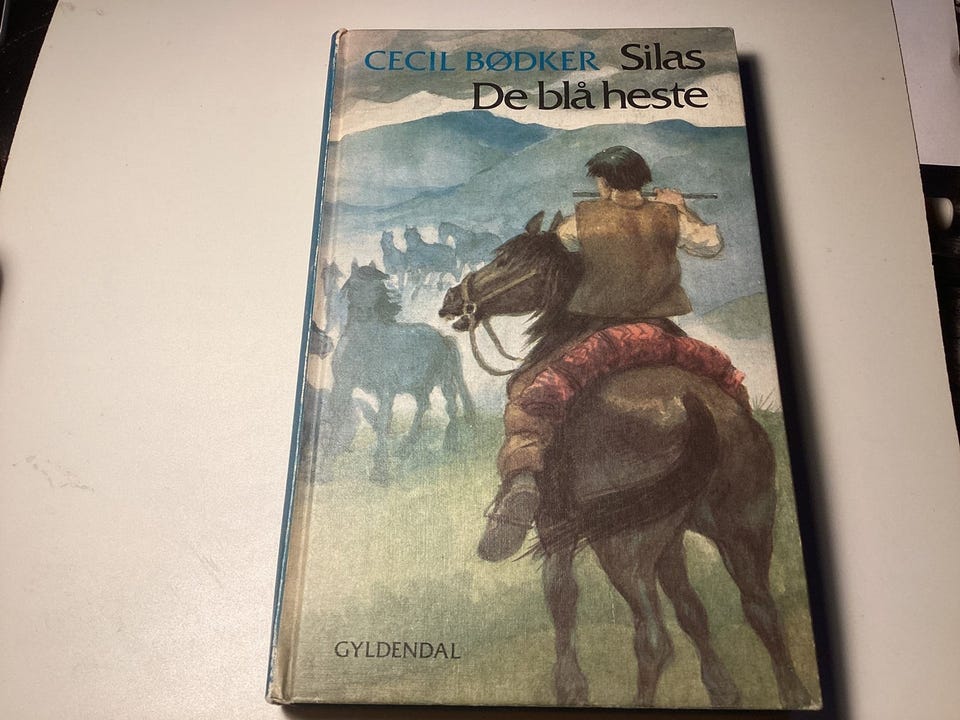 CECIL BØDKER Silas
De blå heste
GYLDENDAL